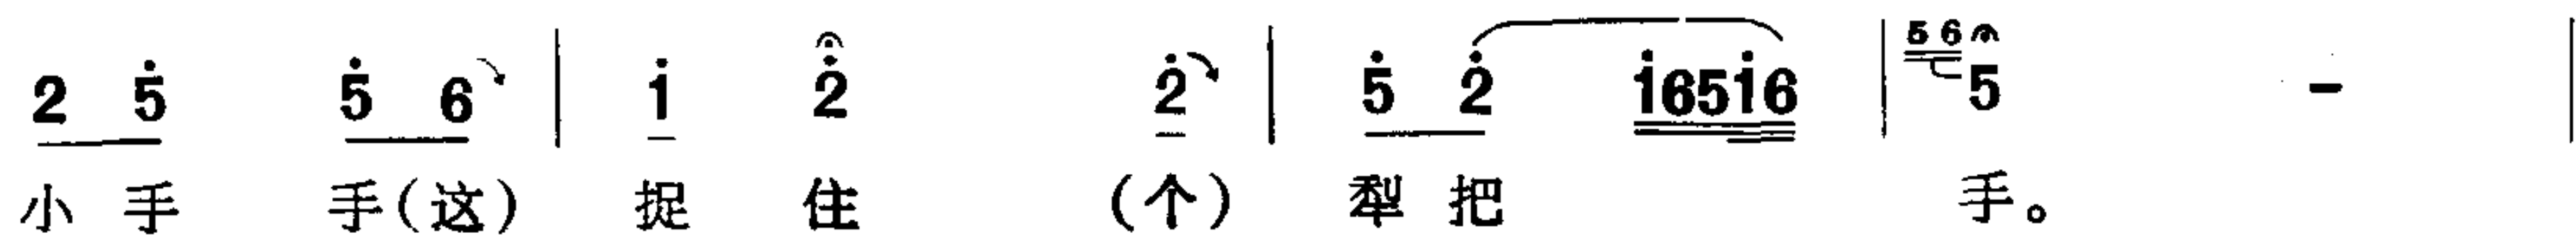 2 5 5 6 | 1 2 2 | 5 2 16516 | 56 5 - |
小手 手(这) 捉 住 (个) 犁把 手。